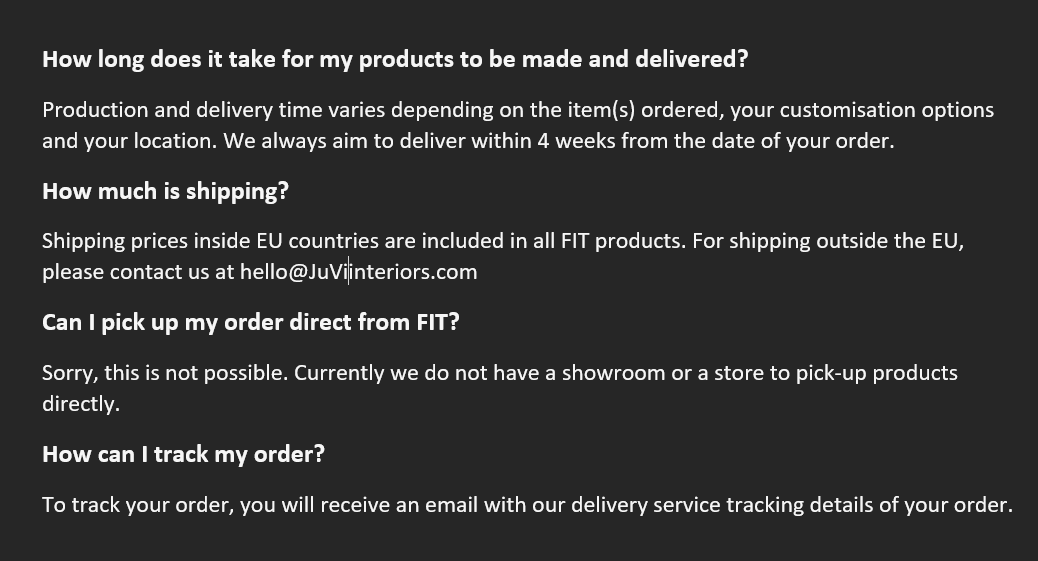 How long does it take for my products to be made and delivered?
Production and delivery time varies depending on the item(s) ordered, your customisation options
and your location. We always aim to deliver within 4 weeks from the date of your order.
How much is shipping?
Shipping prices inside EU countries are included in all FIT products. For shipping outside the EU,
please contact us at hello@JuViinteriors.com
Can I pick up my order direct from FIT?
Sorry, this is not possible. Currently we do not have a showroom or a store to pick-up products
directly.
How can I track my order?
To track your order, you will receive an email with our delivery service tracking details of your order.